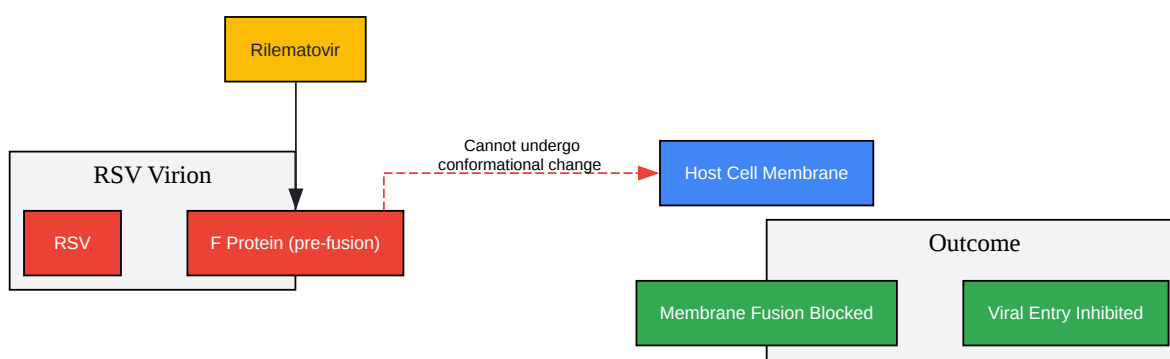 Rilematovir
Cannot undergo
conformational change
RSV Virion
Host Cell Membrane
RSV
F Protein (pre-fusion)
Outcome
Membrane Fusion Blocked
Viral Entry Inhibited